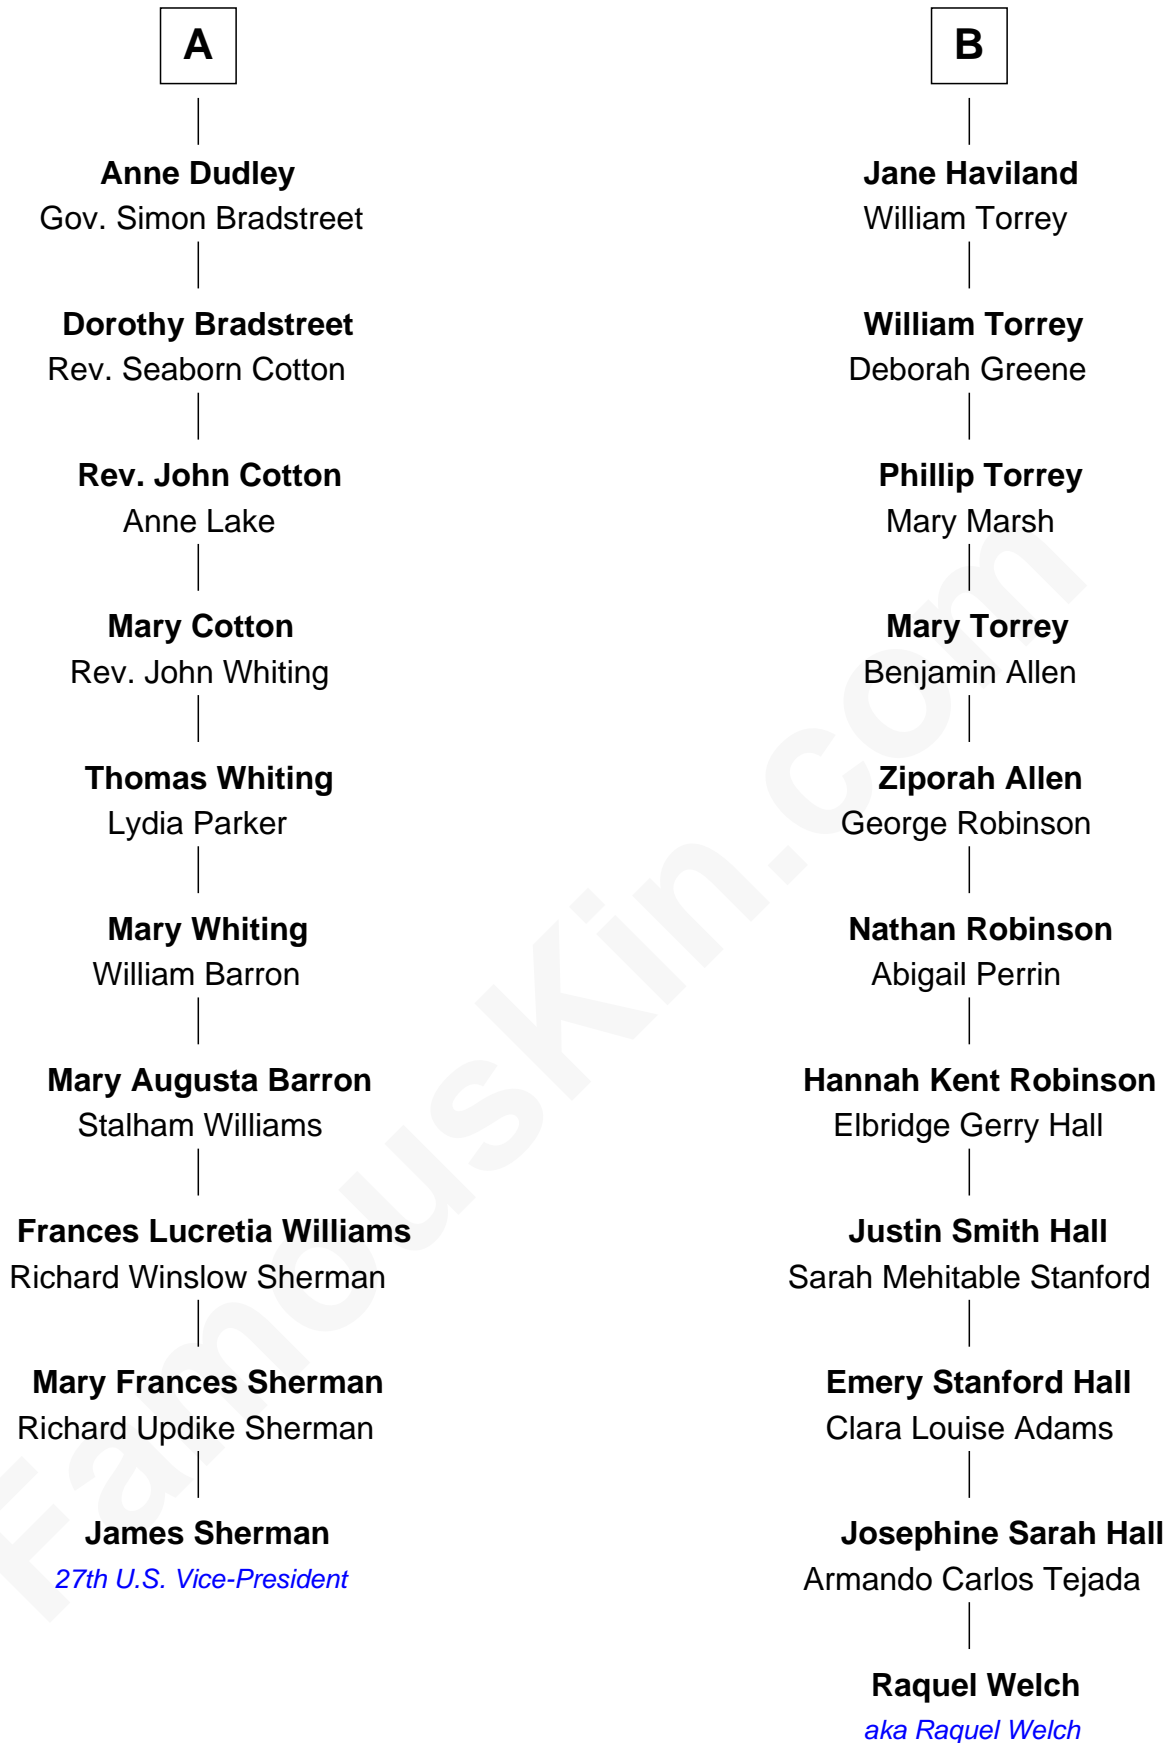 A
Anne Dudley
Gov. Simon Bradstreet
Dorothy Bradstreet
Rev. Seaborn Cotton
Rev. John Cotton
Anne Lake
Mary Cotton
Rev. John Whiting
Thomas Whiting
Lydia Parker
Mary Whiting
William Barron
Mary Augusta Barron
Stalham Williams
Frances Lucretia Williams
Richard Winslow Sherman
Mary Frances Sherman
Richard Updike Sherman
James Sherman
27th U.S. Vice-President
B
Jane Haviland
William Torrey
William Torrey
Deborah Greene
Phillip Torrey
Mary Marsh
Mary Torrey
Benjamin Allen
Ziporah Allen
George Robinson
Nathan Robinson
Abigail Perrin
Hannah Kent Robinson
Elbridge Gerry Hall
Justin Smith Hall
Sarah Mehitable Stanford
Emery Stanford Hall
Clara Louise Adams
Josephine Sarah Hall
Armando Carlos Tejada
Raquel Welch
aka Raquel Welch
FamousKin.com